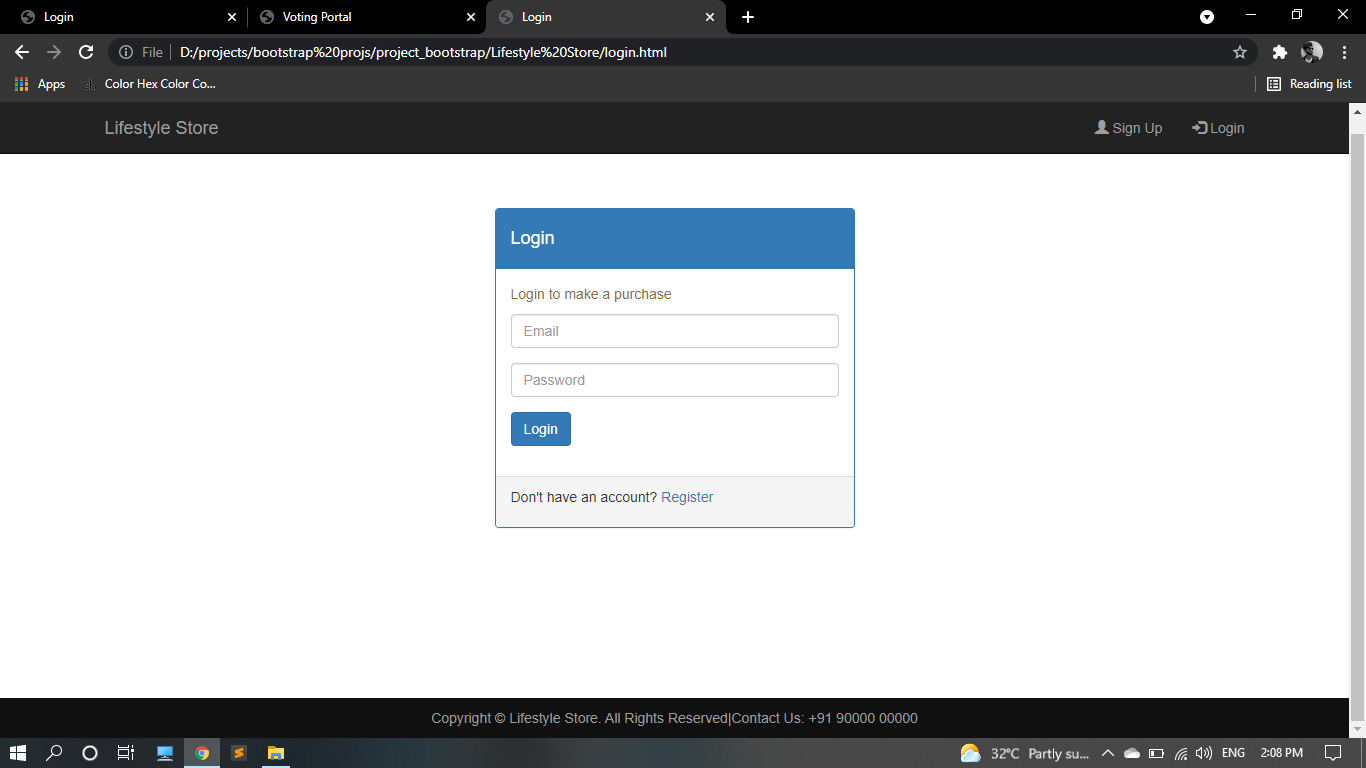 Login
Voting Portal
Login
File
D:/projects/bootstrap%20projs/project_bootstrap/Lifestyle%20Store/login.html
Apps
Color Hex Color Co...
Reading list
Lifestyle Store
Sign Up
Login
Login
Login to make a purchase
Email
Password
Login
Don't have an account? Register
Copyright © Lifestyle Store. All Rights Reserved|Contact Us: +91 90000 00000
32°C Partly su...
ENG
2:08 PM